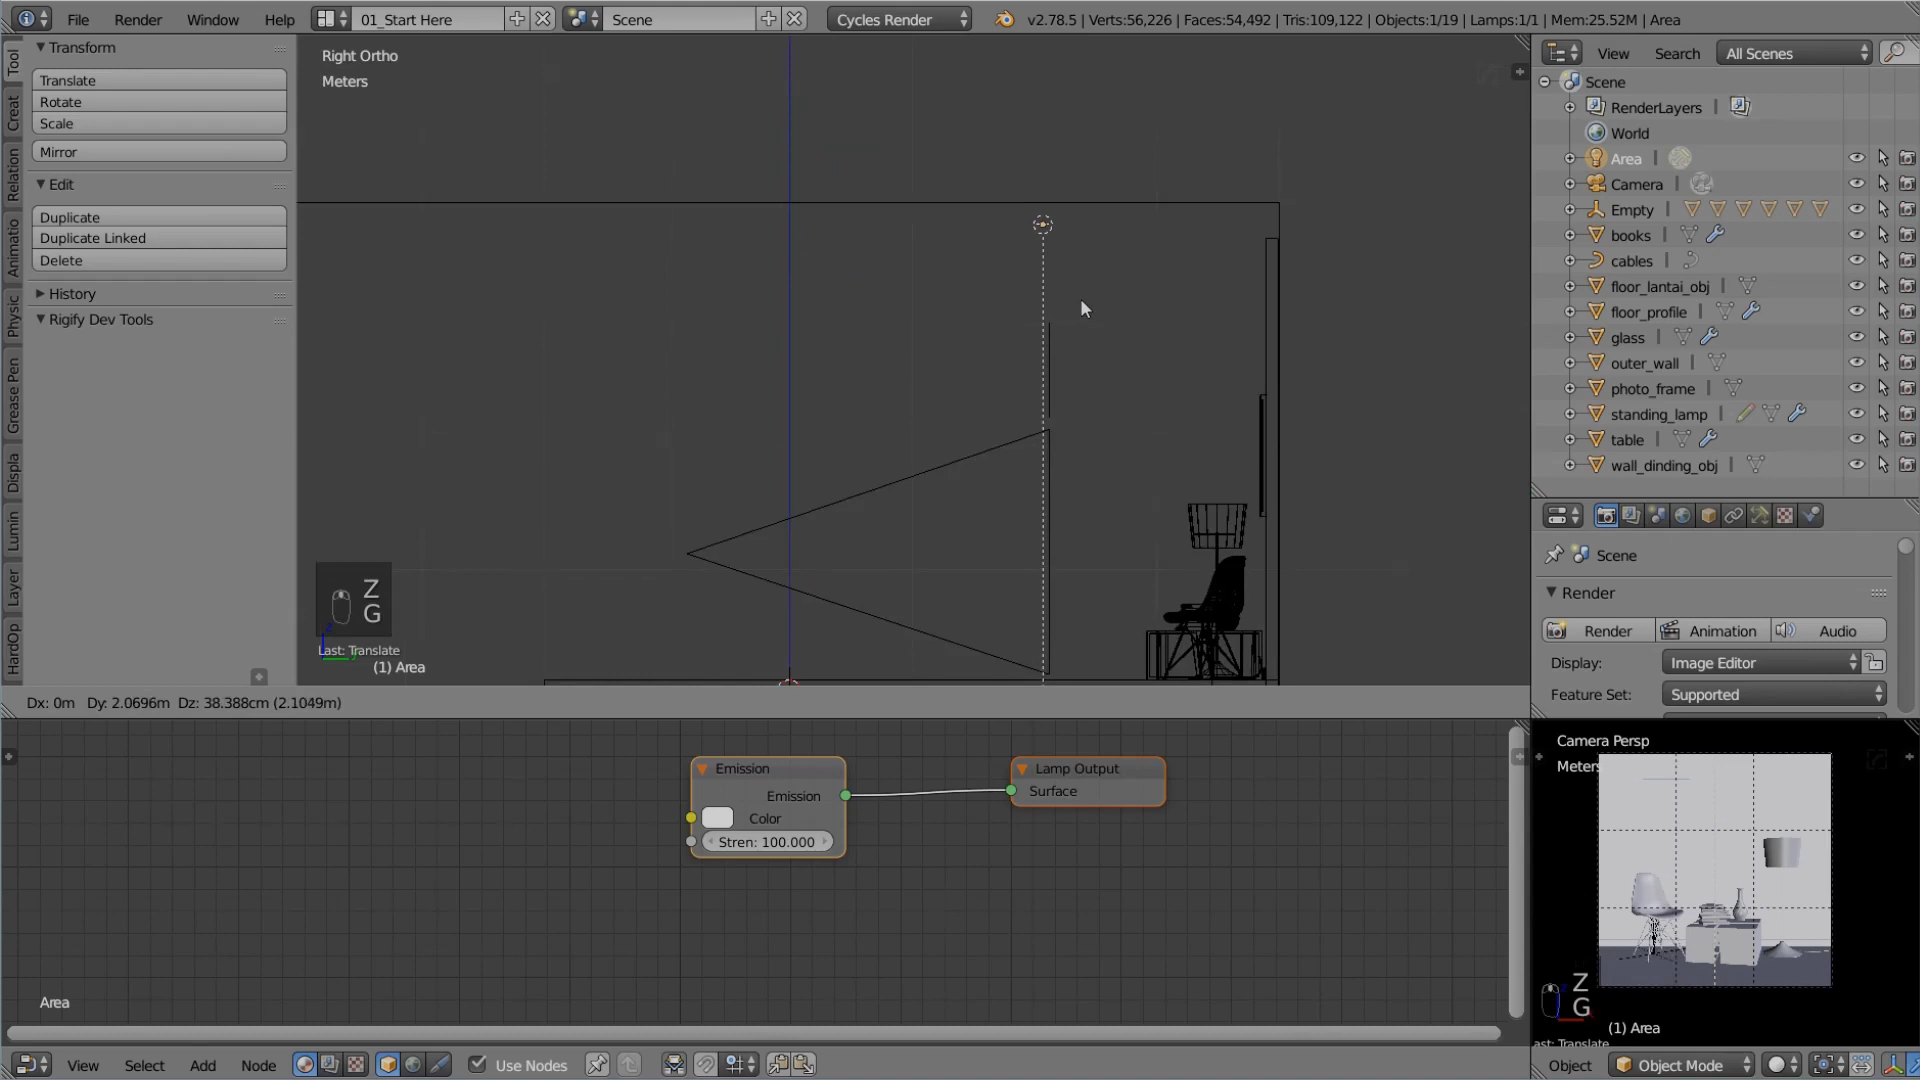 File Render Window Help 01_Start Here Scene Cycles Render v2.78.5 | Verts:56,226 | Faces:54,492 | Tris:109,122 | Objects:1/19 | Lamps:1/1 | Mem:25.52M | Area
Tool
Creat
Relation
Animatio
Physic
Grease Pen
Displa
Lumin
Layer
HardOp
Transform
Translate
Rotate
Scale
Mirror
Edit
Duplicate
Duplicate Linked
Delete
History
Rigify Dev Tools
Right Ortho
Meters
Z
G
Last: Translate
(1) Area
Dx: 0m Dy: 2.0696m Dz: 38.388cm (2.1049m)
View Search All Scenes
Scene
RenderLayers
World
Area
Camera
Empty
books
cables
floor_lantai_obj
floor_profile
glass
outer_wall
photo_frame
standing_lamp
table
wall_dinding_obj
Scene
Render
Render Animation Audio
Display: Image Editor
Feature Set: Supported
Emission
Emission
Color
Stren: 100.000
Lamp Output
Surface
Area
View Select Add Node Use Nodes
Camera Persp
Meters
Z
G
(1) Area
ast: Translate
Object Object Mode